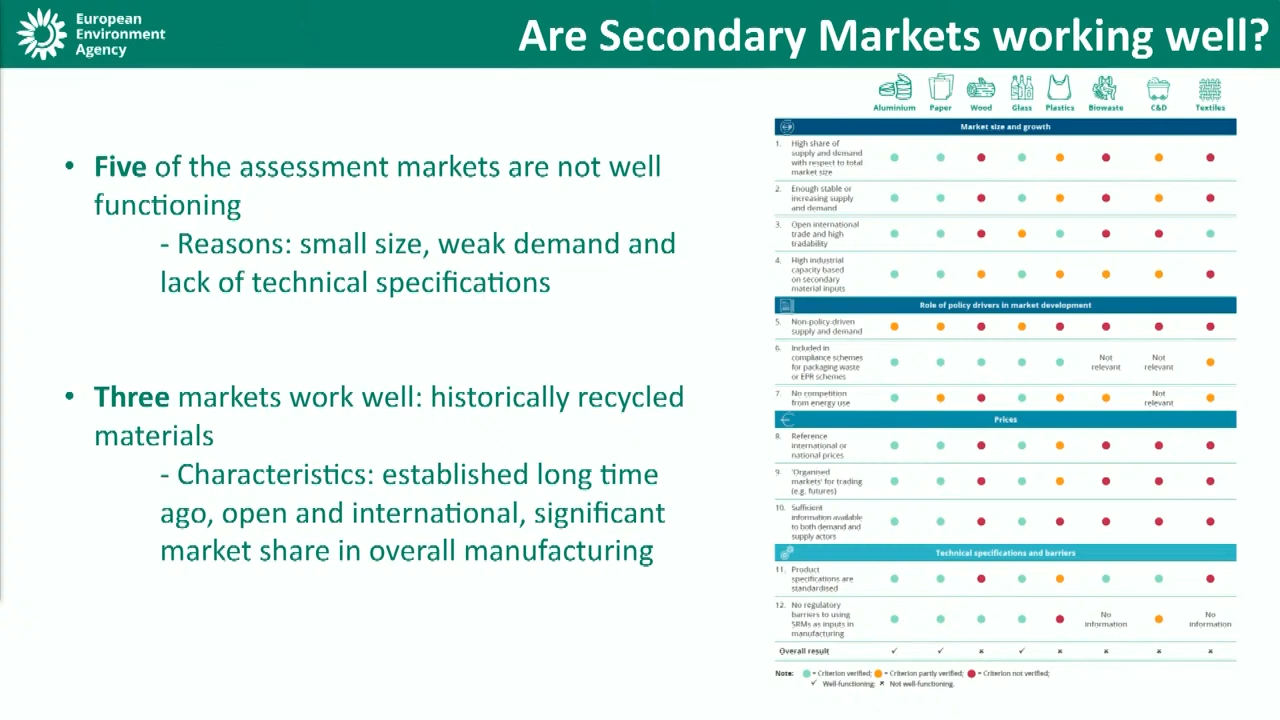 European
Environment
Agency
Are Secondary Markets working well?
• Five of the assessment markets are not well
functioning
- Reasons: small size, weak demand and
lack of technical specifications
• Three markets work well: historically recycled
materials
- Characteristics: established long time
ago, open and international, significant
market share in overall manufacturing
Aluminium Paper Wood Glass Plastics Biowaste C&D Textiles
Market size and growth
1. High share of
supply and demand
with respect to total
market size
2. Enough stable or
increasing supply
and demand
3. Open international
trade and high
tradability
4. High industrial
capacity based
on secondary
material inputs
Role of policy drivers in market development
5. Non-policy-driven
supply and demand
6. Included in
compliance schemes
for packaging waste
or EPR schemes
Not
relevant
Not
relevant
7. No competition
from energy use
Not
relevant
Prices
8. Reference
international or
national prices
9. 'Organised
markets' for trading
(e.g. futures)
10. Sufficient
information available
to both demand and
supply actors
Technical specifications and barriers
11. Product
specifications are
standardised
12. No regulatory
barriers to using
SRMs as inputs in
manufacturing
No
information
No
information
Overall result ✓ ✓ × ✓ × × × ×
Note: = Criterion verified; = Criterion partly verified; = Criterion not verified;
✓ Well-functioning; × Not well-functioning.